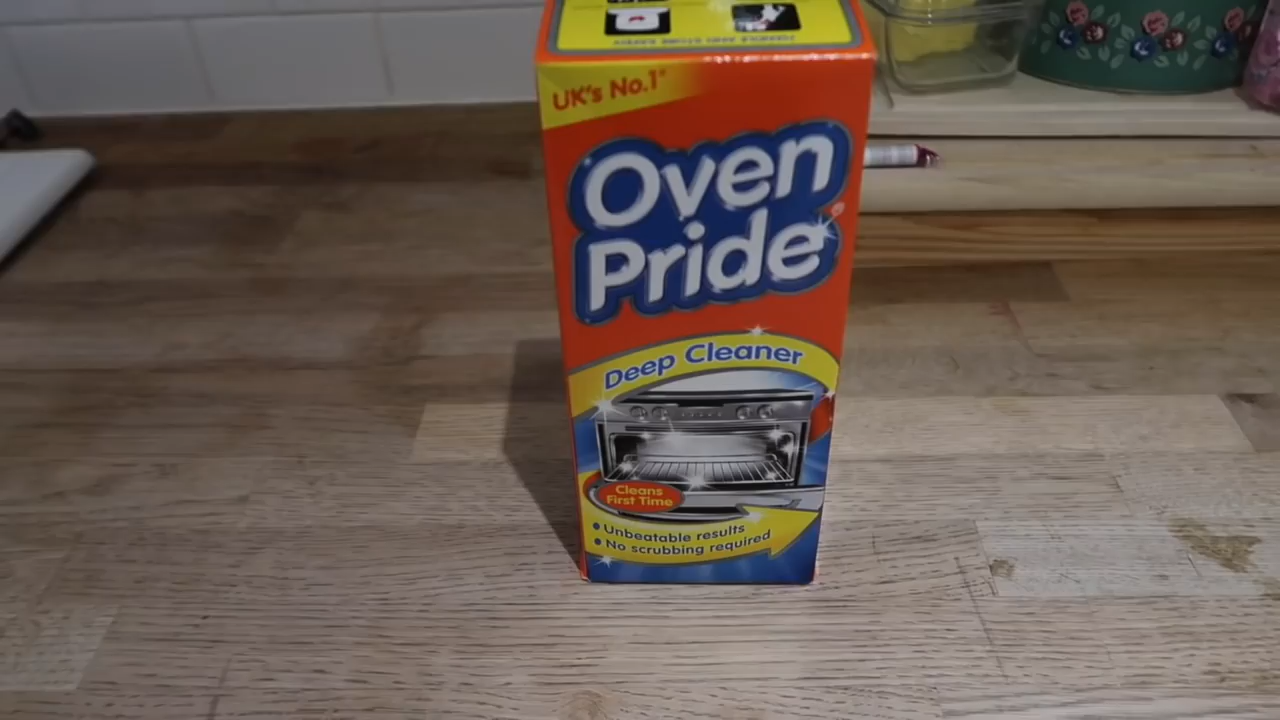 UK's No.1*
Oven
Pride
Deep Cleaner
Cleans
First Time
• Unbeatable results
• No scrubbing required